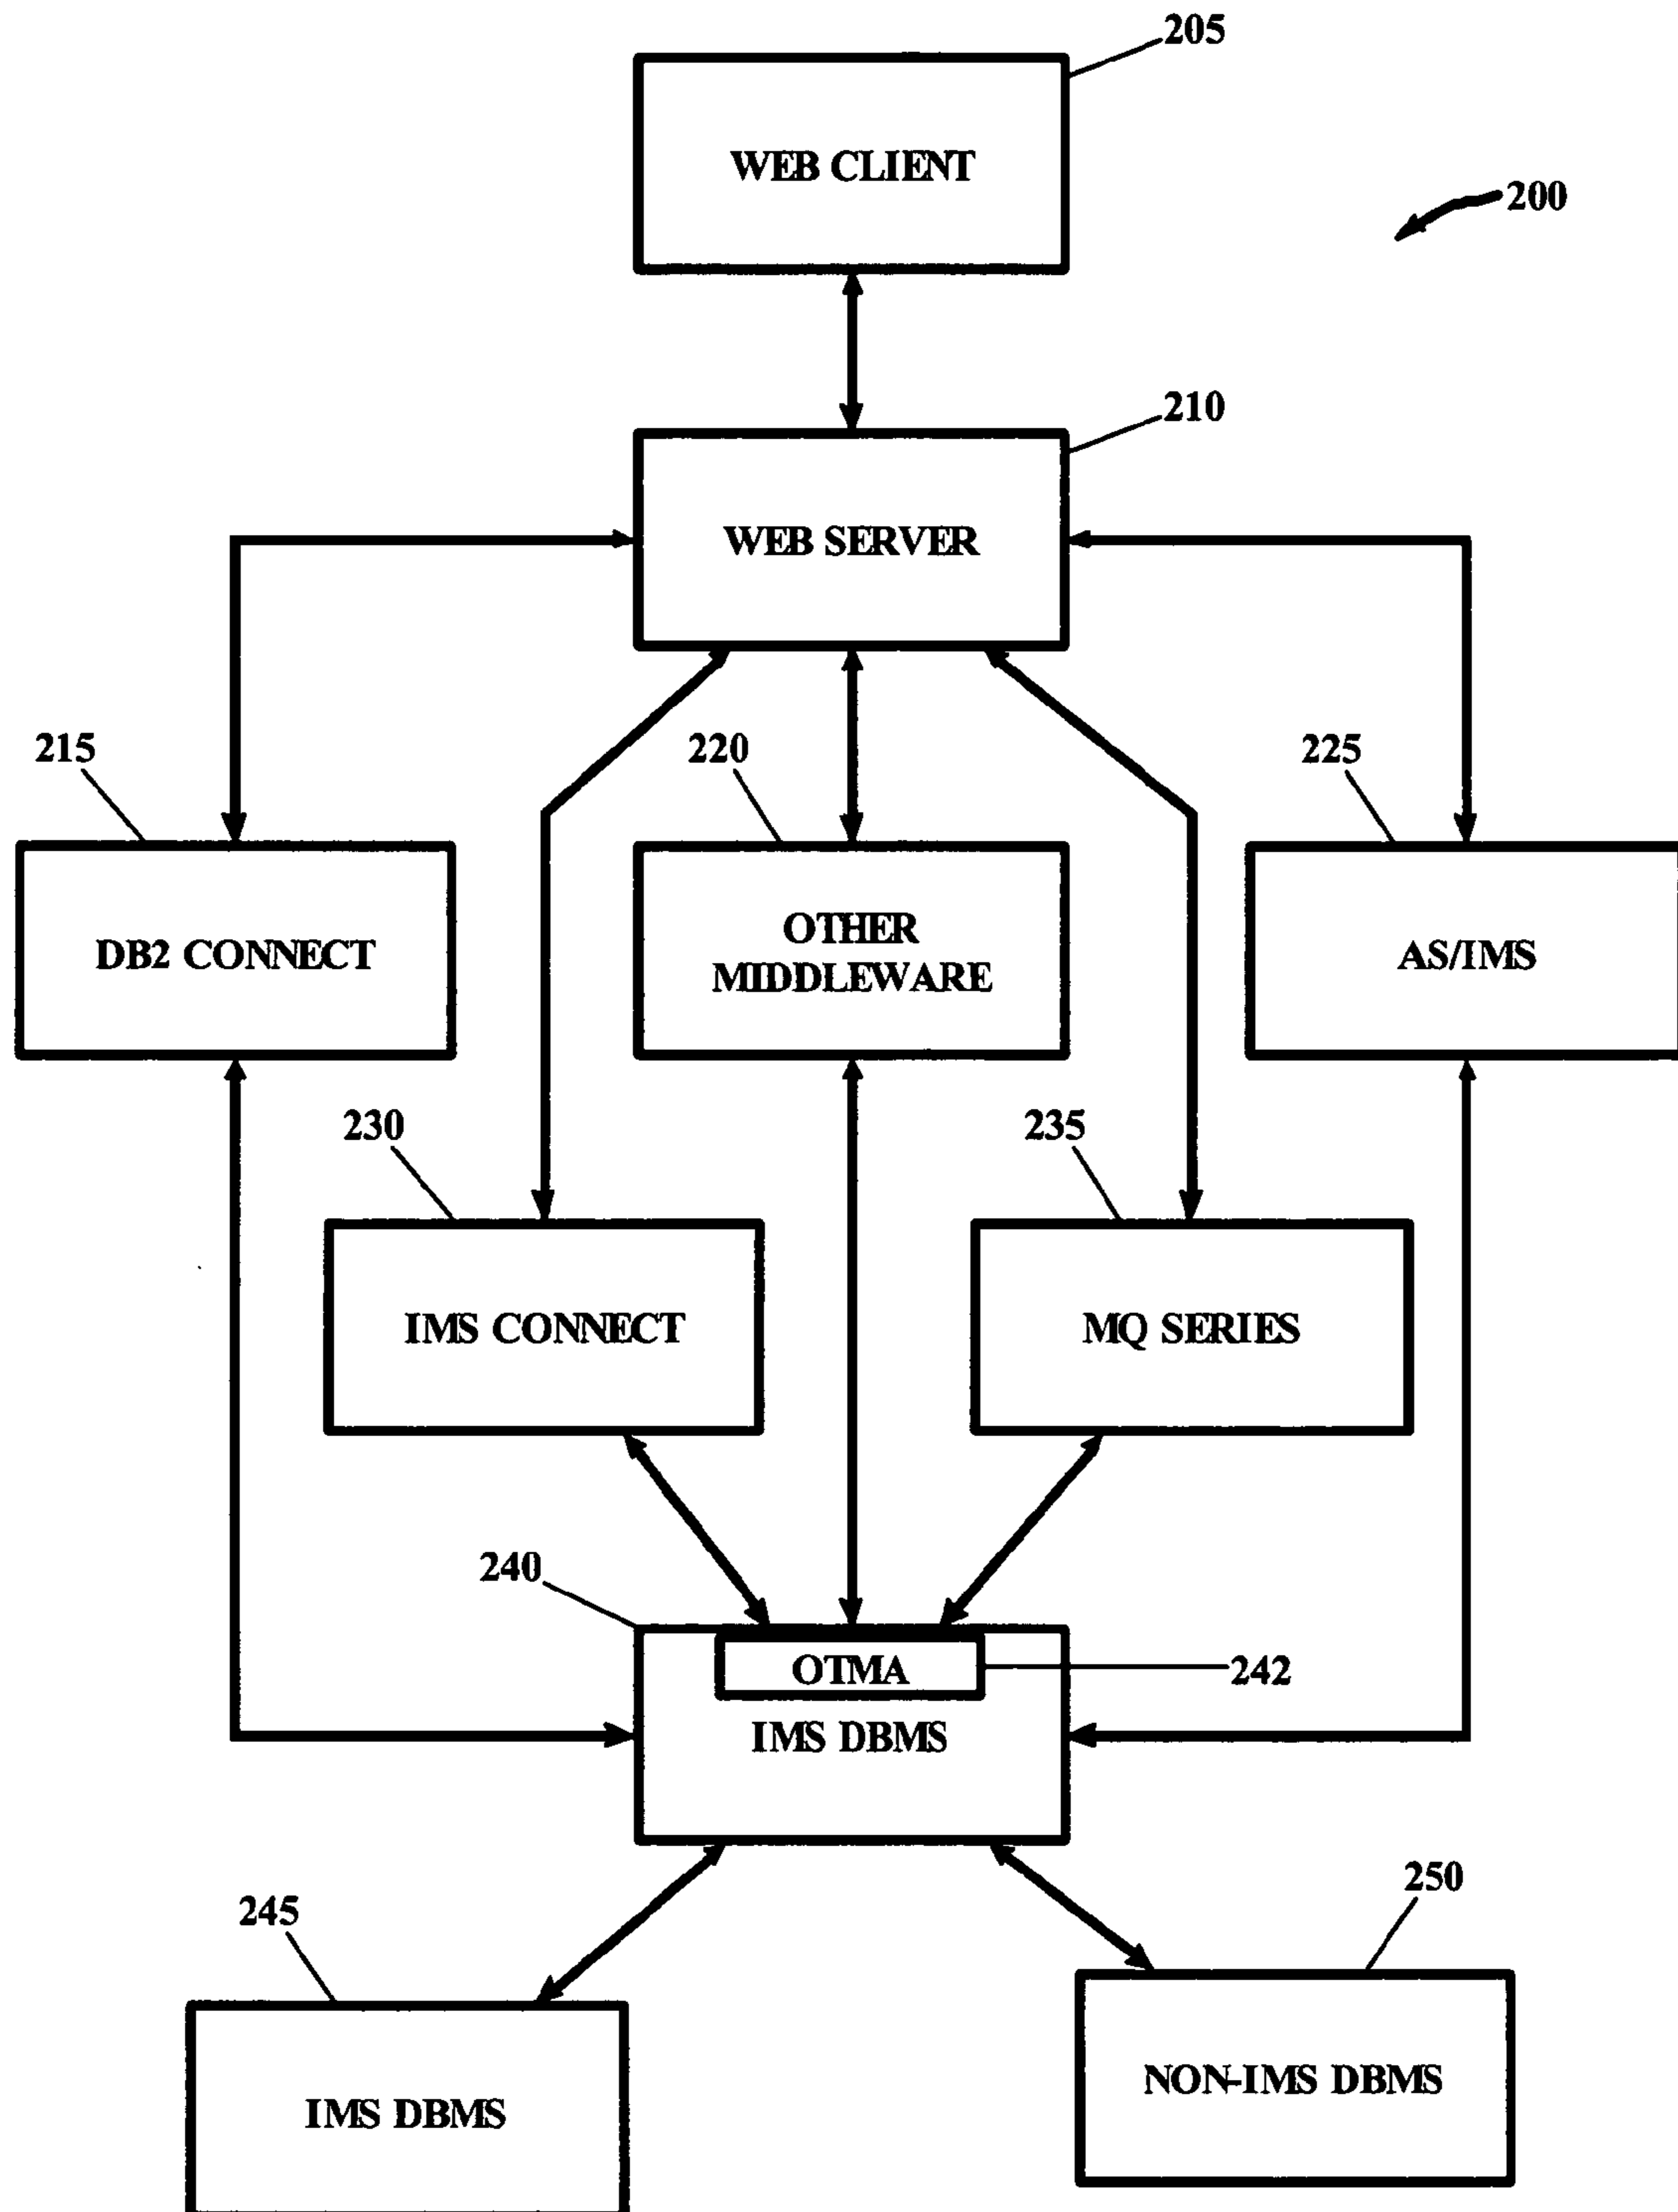 205
WEB CLIENT
200
210
WEB SERVER
215
220
225
DB2 CONNECT
OTHER
MIDDLEWARE
AS/IMS
230
235
IMS CONNECT
MQ SERIES
240
OTMA
242
IMS DBMS
245
250
IMS DBMS
NON-IMS DBMS